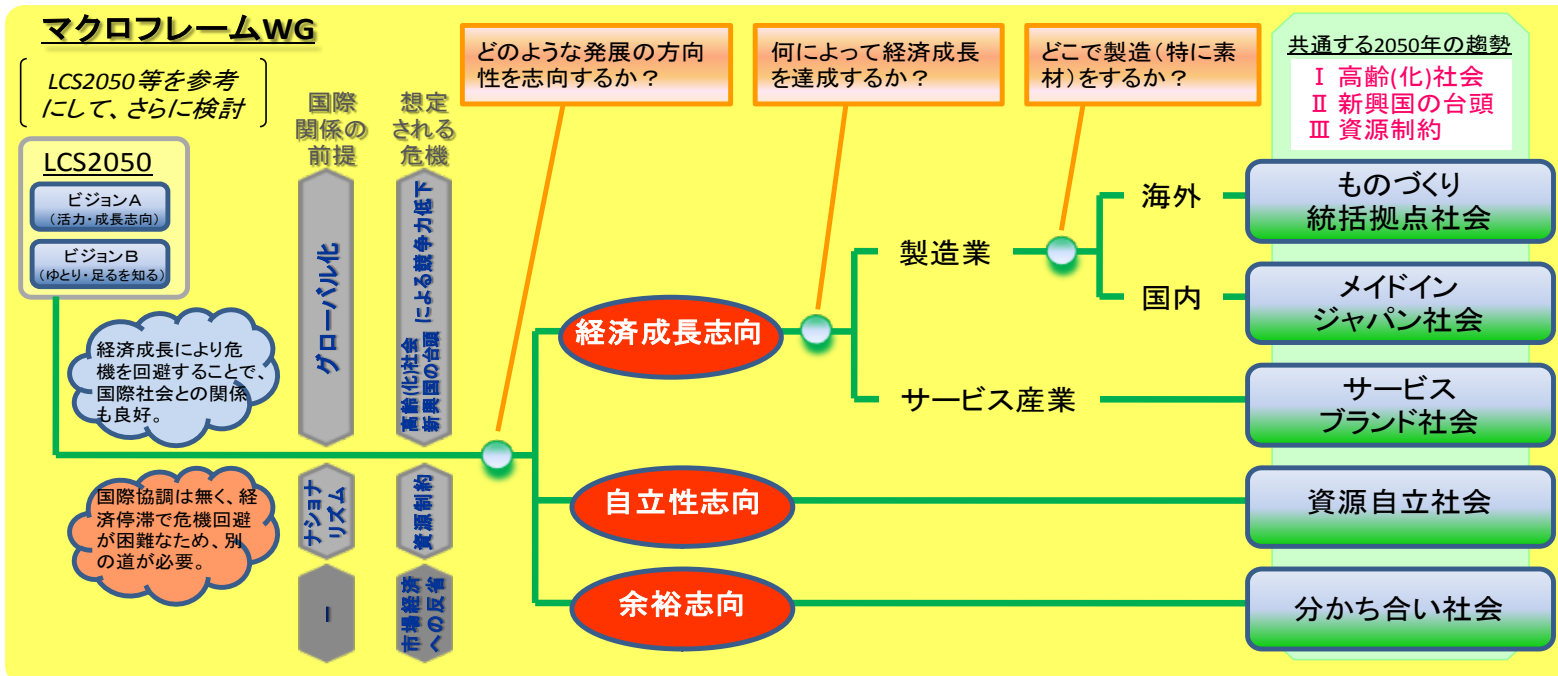 マクロフレームWG
LCS2050等を参考
にして、さらに検討
LCS2050
ビジョンA
(活力・成長志向)
ビジョンB
(ゆとり・足るを知る)
経済成長により危
機を回避することで、
国際社会との関係
も良好。
国際協調は無く、経
済停滞で危機回避
が困難なため、別
の道が必要。
国際
関係の
前提
グローバル化
ナショナ
リズム
－
想定
される
危機
高齢(化)社会
新興国の台頭
による競争力低下
資源制約
市場経済
への反省
どのような発展の方向
性を志向するか？
何によって経済成長
を達成するか？
どこで製造(特に素
材)をするか？
経済成長志向
自立性志向
余裕志向
製造業
サービス産業
海外
国内
共通する2050年の趨勢
Ⅰ 高齢(化)社会
Ⅱ 新興国の台頭
Ⅲ 資源制約
ものづくり
統括拠点社会
メイドイン
ジャパン社会
サービス
ブランド社会
資源自立社会
分かち合い社会